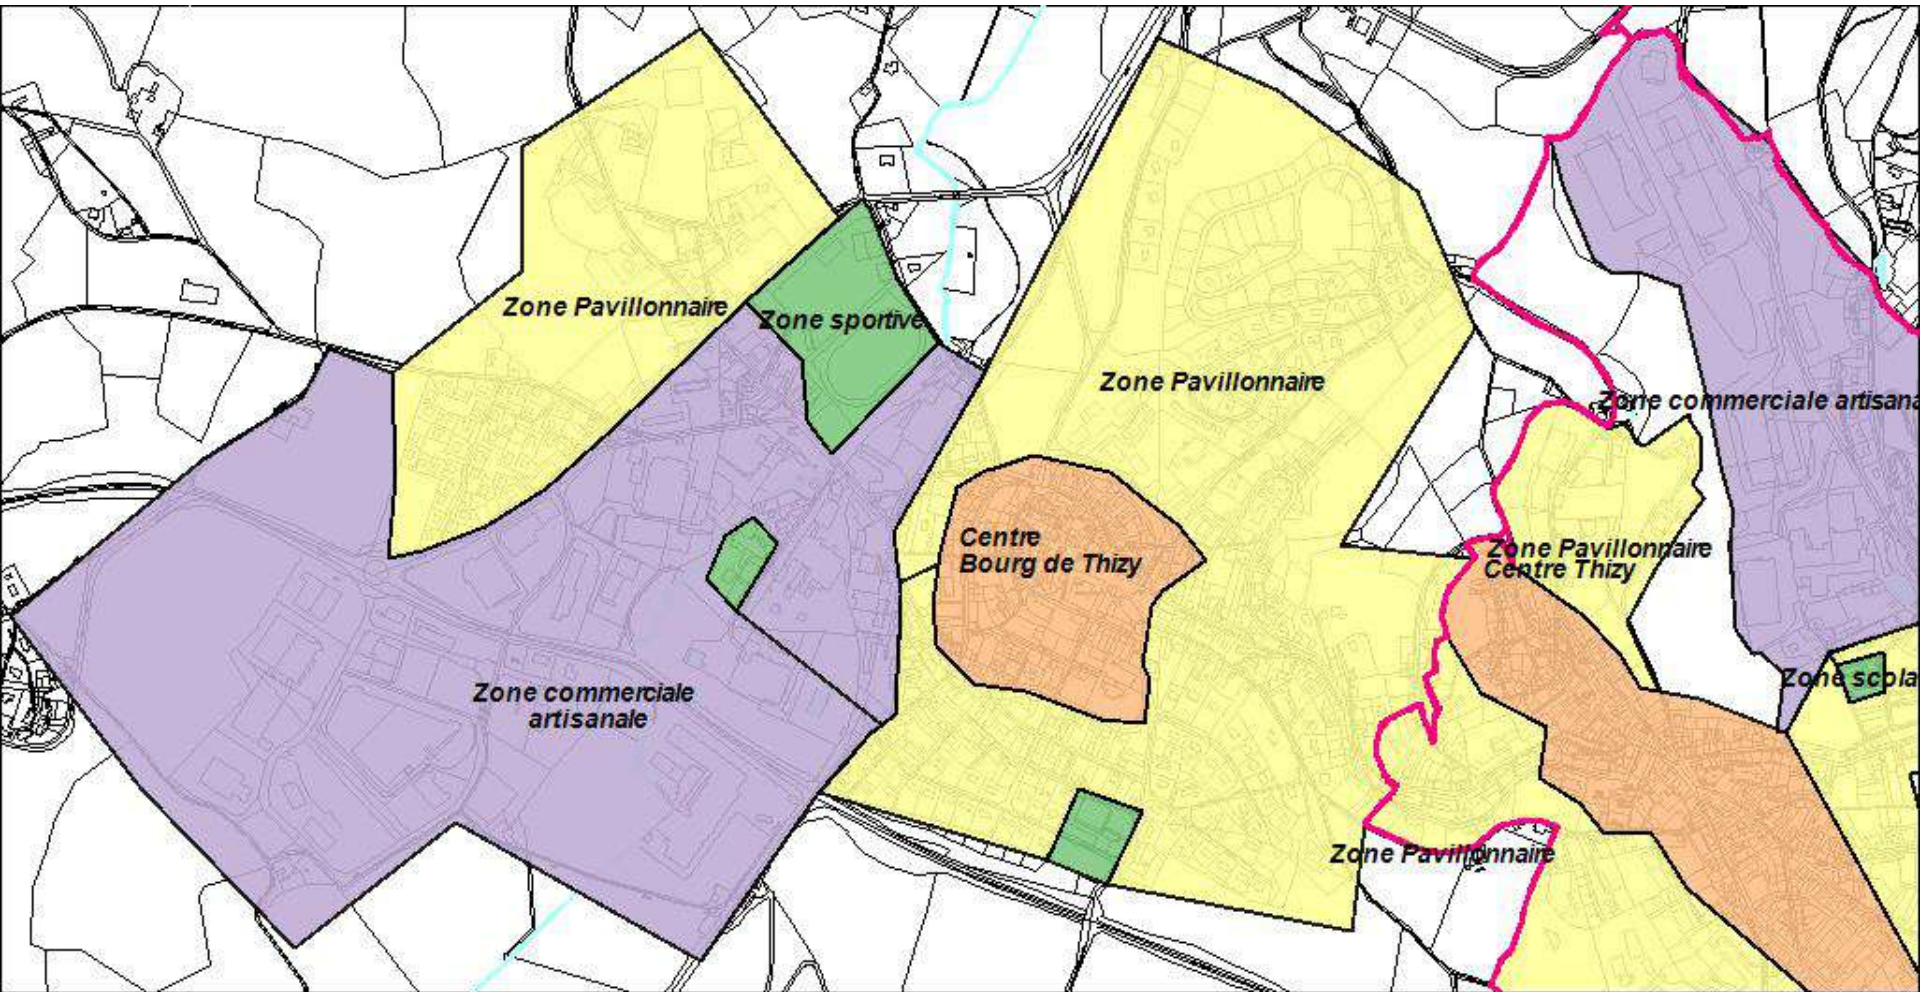 Zone Pavillonnaire
Zone sportive
Zone Pavillonnaire
Zone commerciale artisana
Centre
Bourg de Thizy
Zone Pavillonnaire
Centre Thizy
Zone commerciale
artisanale
Zone scola
Zone Pavillonnaire